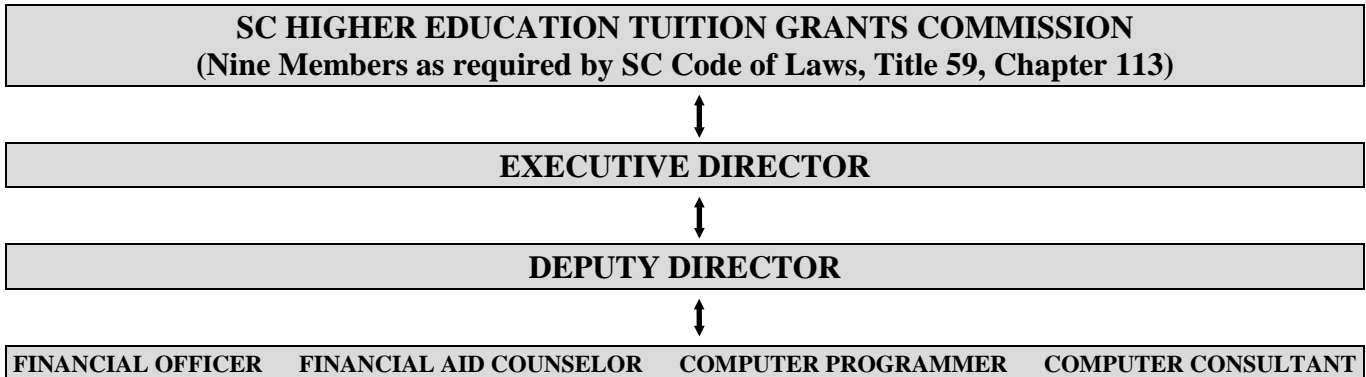 SC HIGHER EDUCATION TUITION GRANTS COMMISSION
(Nine Members as required by SC Code of Laws, Title 59, Chapter 113)
EXECUTIVE DIRECTOR
DEPUTY DIRECTOR
FINANCIAL OFFICER FINANCIAL AID COUNSELOR COMPUTER PROGRAMMER COMPUTER CONSULTANT